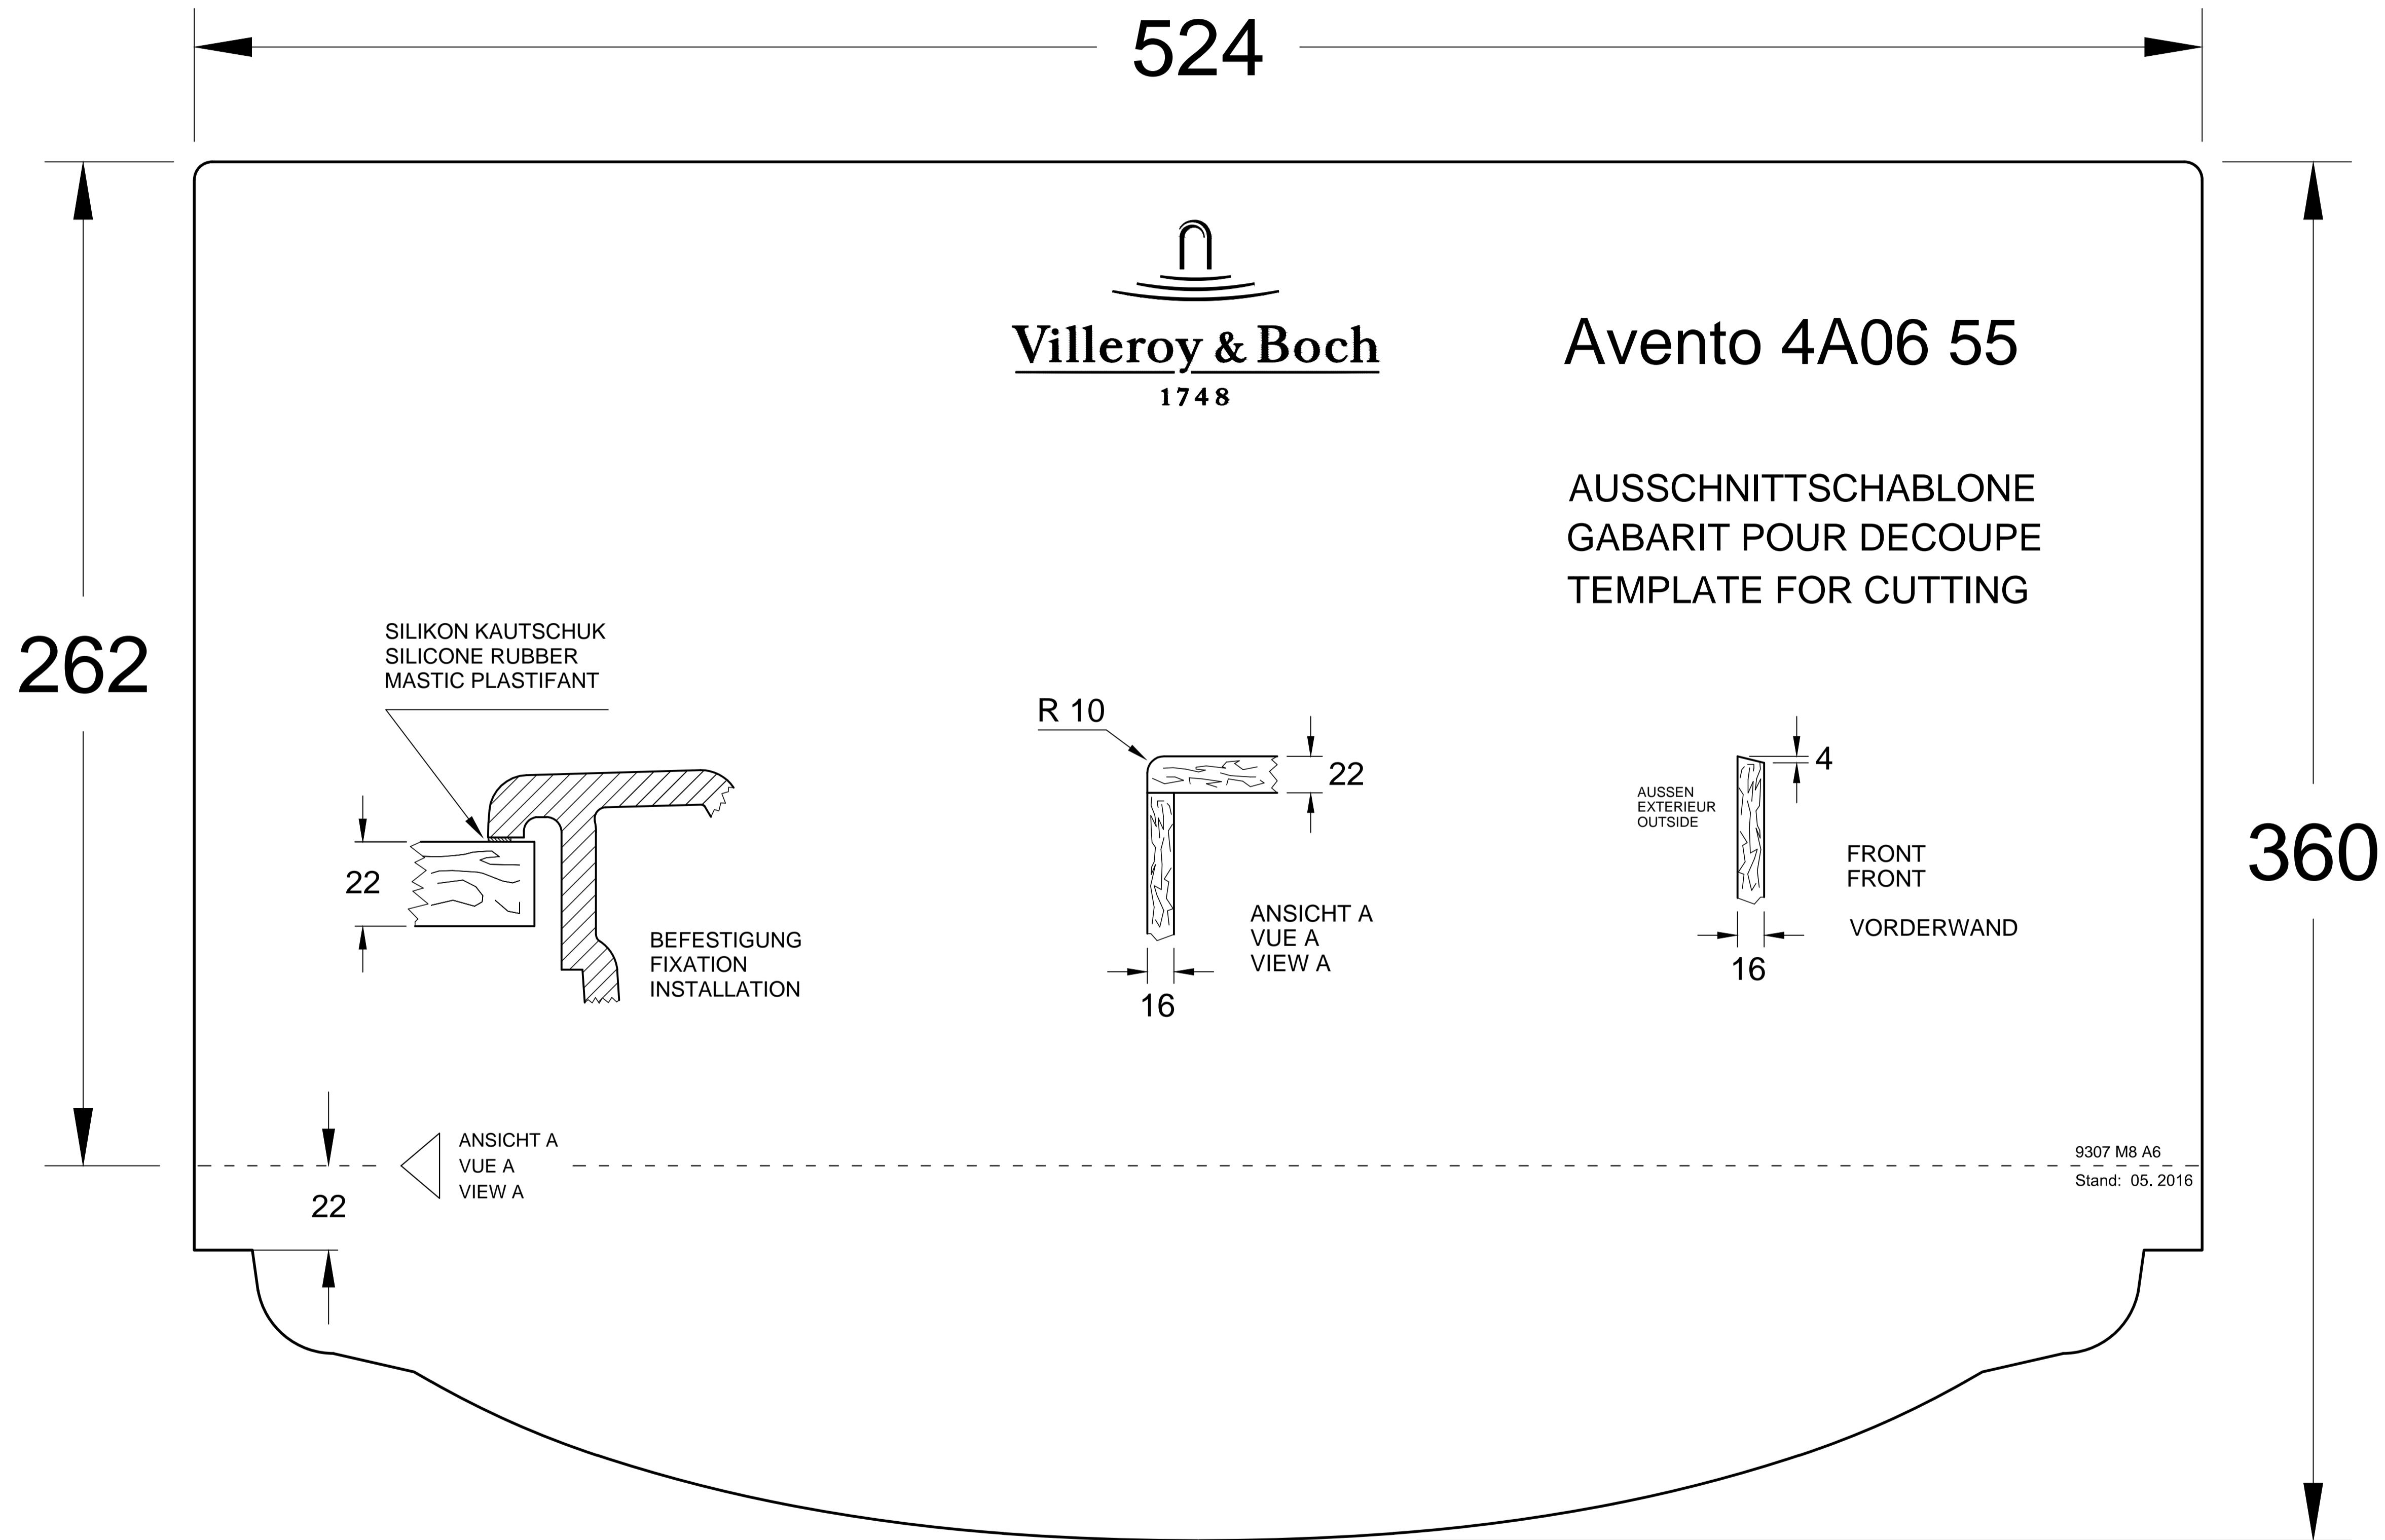 524
Villeroy & Boch
1748
Avento 4A06 55
AUSSCHNITTSCHABLONE
GABARIT POUR DECOUPE
TEMPLATE FOR CUTTING
262
360
SILIKON KAUTSCHUK
SILICONE RUBBER
MASTIC PLASTIFANT
22
BEFESTIGUNG
FIXATION
INSTALLATION
R 10
22
ANSICHT A
VUE A
VIEW A
16
4
AUSSEN
EXTERIEUR
OUTSIDE
FRONT
FRONT
VORDERWAND
16
ANSICHT A
VUE A
VIEW A
22
9307 M8 A6
Stand: 05. 2016